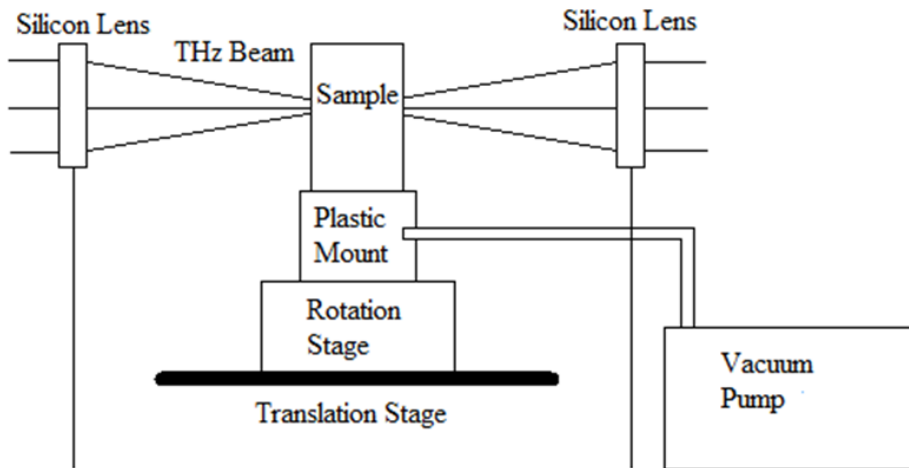 Silicon Lens
THz Beam
Silicon Lens
Sample
Plastic
Mount
Rotation
Stage
Translation Stage
Vacuum
Pump